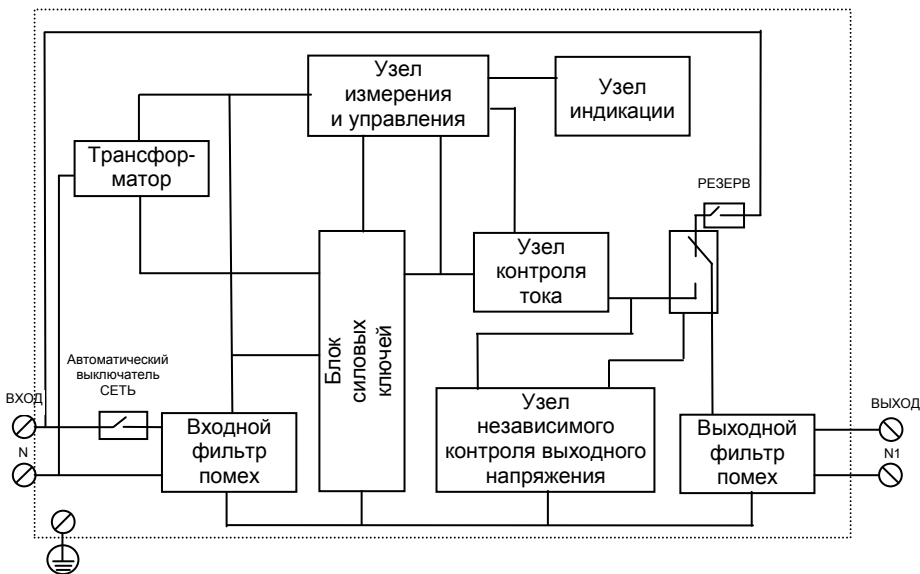 Узел
измерения
и управления
Узел
индикации
Трансфор-
матор
РЕЗЕРВ
Узел
контроля
тока
Блок
силовых
ключей
Автоматический
выключатель
СЕТЬ
ВХОД
N
Входной
фильтр
помех
Узел
независимого
контроля выходного
напряжения
Выходной
фильтр
помех
ВЫХОД
N1